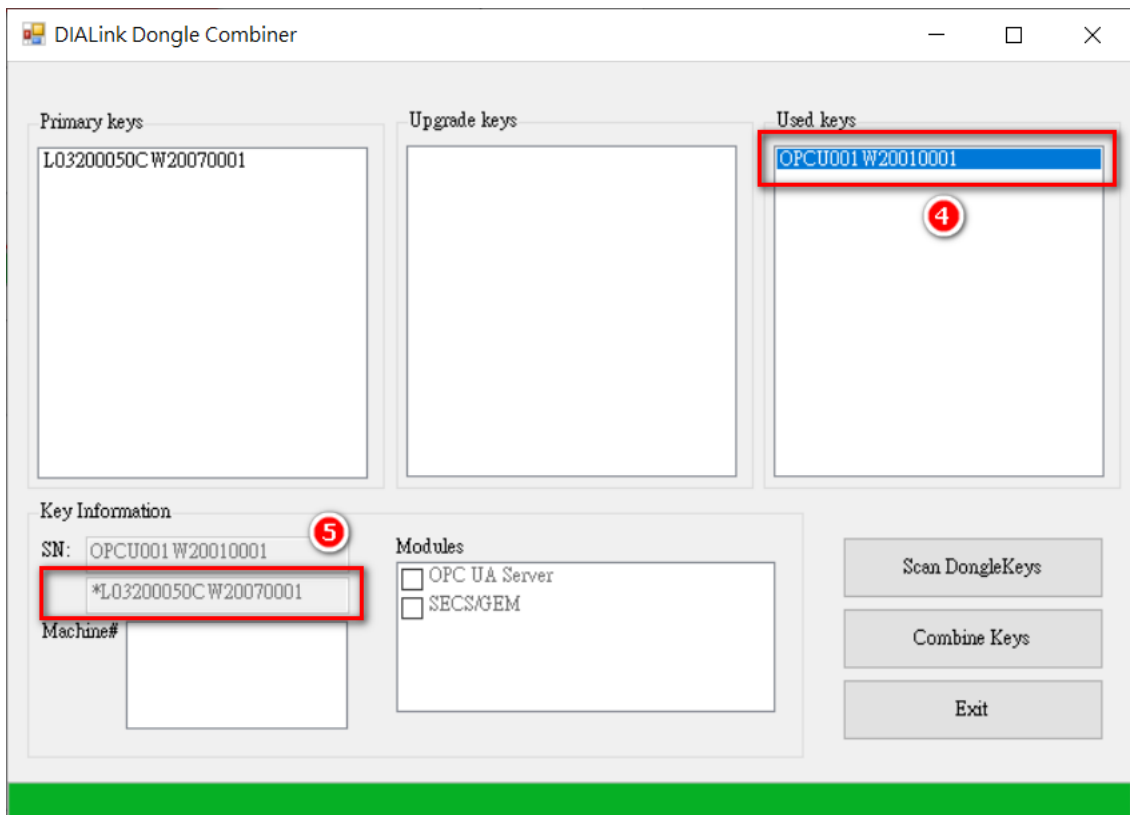 DIALink Dongle Combiner
Primary keys
L03200050CW20070001
Upgrade keys
Used keys
OPCU001W20010001
4
Key Information
5
SN:
OPCU001W20010001
*L03200050CW20070001
Machine#
Modules
OPC UA Server
SECS/GEM
Scan DongleKeys
Combine Keys
Exit